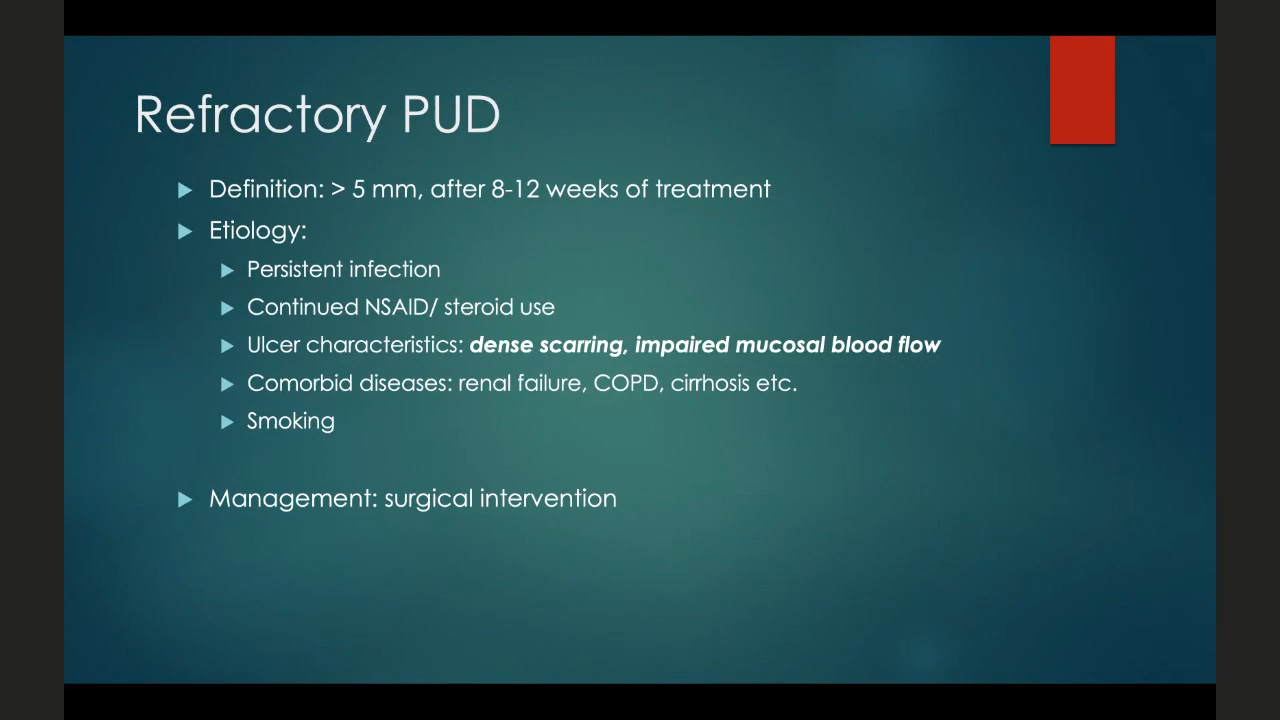 Refractory PUD
Definition: > 5 mm, after 8-12 weeks of treatment
Etiology:
Persistent infection
Continued NSAID/ steroid use
Ulcer characteristics: dense scarring, impaired mucosal blood flow
Comorbid diseases: renal failure, COPD, cirrhosis etc.
Smoking
Management: surgical intervention